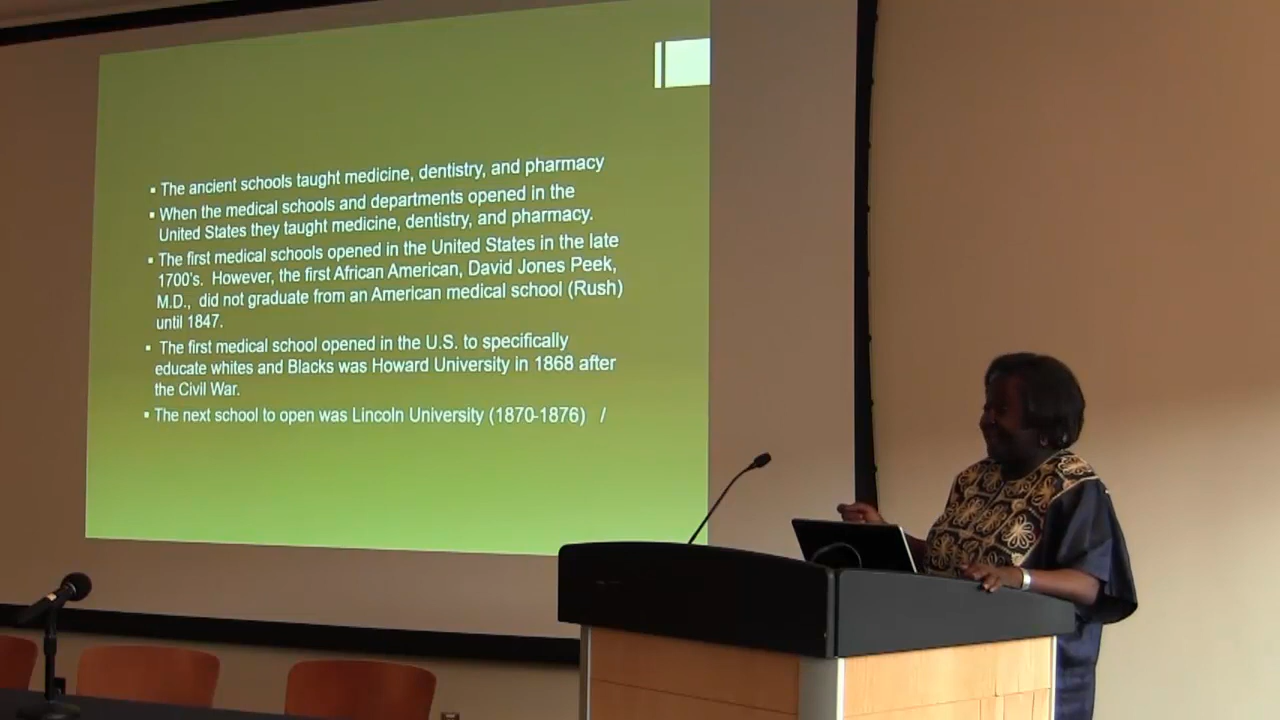 ▪ The ancient schools taught medicine, dentistry, and pharmacy
▪ When the medical schools and departments opened in the
United States they taught medicine, dentistry, and pharmacy.
▪ The first medical schools opened in the United States in the late
1700's. However, the first African American, David Jones Peek,
M.D., did not graduate from an American medical school (Rush)
until 1847.
▪ The first medical school opened in the U.S. to specifically
educate whites and Blacks was Howard University in 1868 after
the Civil War.
▪ The next school to open was Lincoln University (1870-1876) /